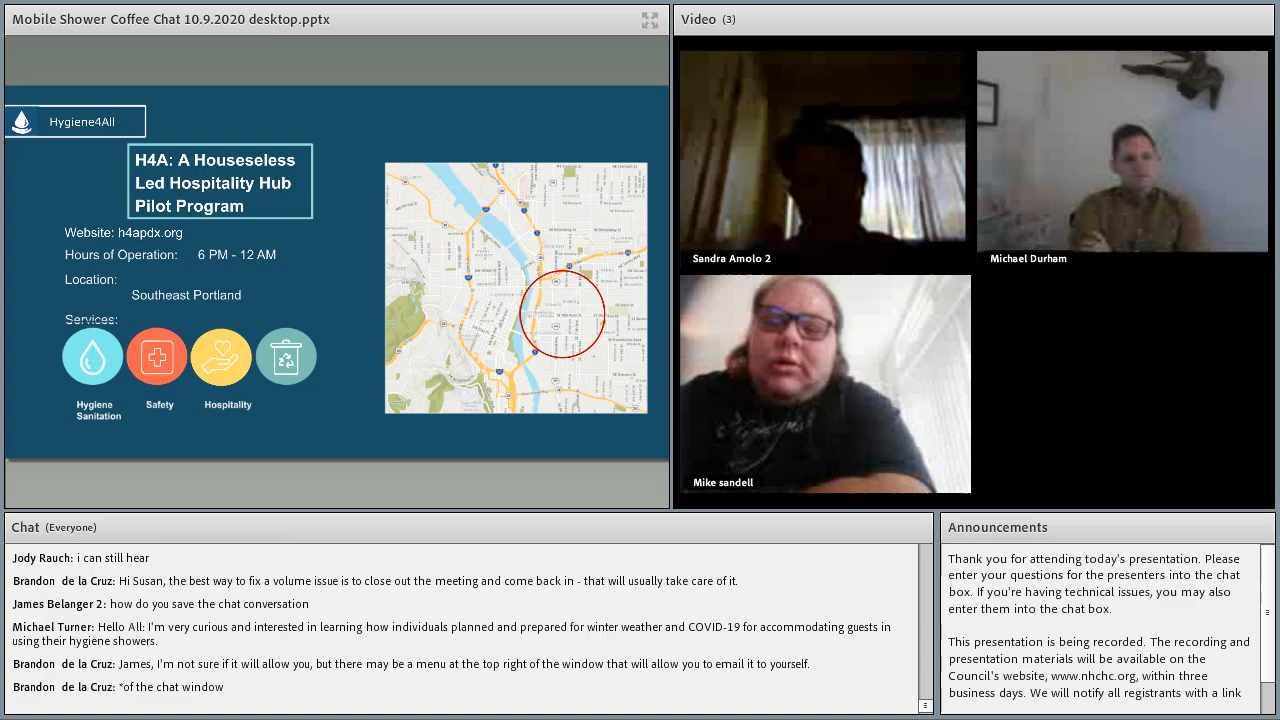 Mobile Shower Coffee Chat 10.9.2020 desktop.pptx
Hygiene4All
H4A: A Houseseless
Led Hospitality Hub
Pilot Program
Website: h4apdx.org
Hours of Operation: 6 PM - 12 AM
Location:
Southeast Portland
Services:
Hygiene
Sanitation
Safety
Hospitality
Video (3)
Sandra Amolo 2
Michael Durham
Mike sandell
Chat (Everyone)
Jody Rauch: i can still hear
Brandon de la Cruz: Hi Susan, the best way to fix a volume issue is to close out the meeting and come back in - that will usually take care of it.
James Belanger 2: how do you save the chat conversation
Michael Turner: Hello All: I'm very curious and interested in learning how individuals planned and prepared for winter weather and COVID-19 for accommodating guests in
using their hygiene showers.
Brandon de la Cruz: James, I'm not sure if it will allow you, but there may be a menu at the top right of the window that will allow you to email it to yourself.
Brandon de la Cruz: *of the chat window
Announcements
Thank you for attending today's presentation. Please
enter your questions for the presenters into the chat
box. If you're having technical issues, you may also
enter them into the chat box.
This presentation is being recorded. The recording and
presentation materials will be available on the
Council's website, www.nhchc.org, within three
business days. We will notify all registrants with a link